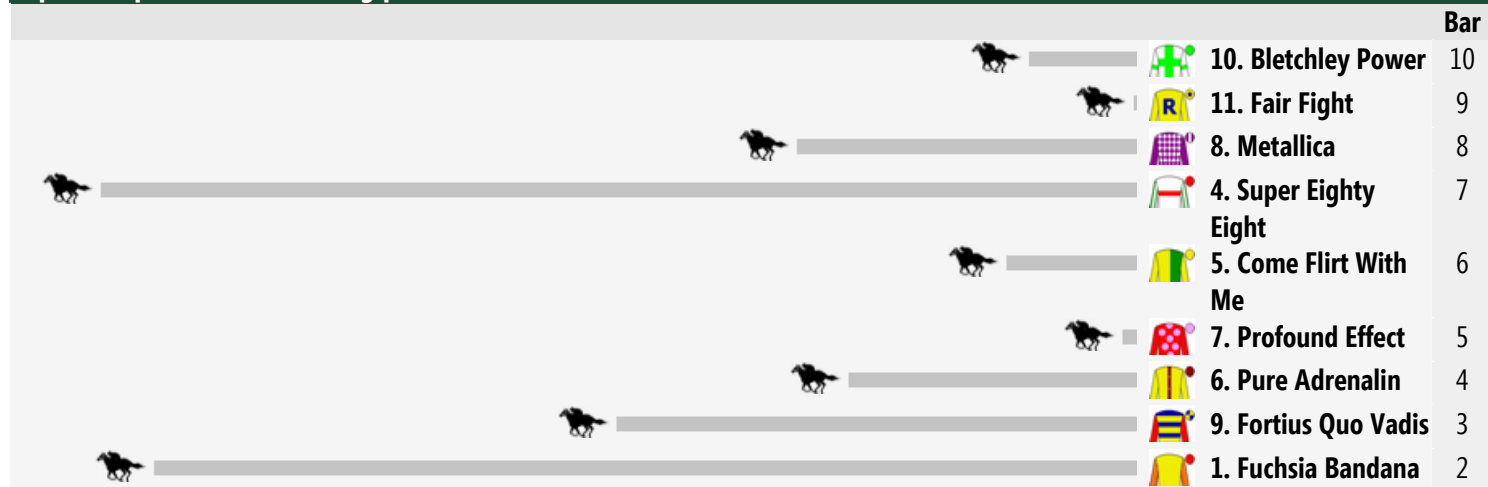 Bar
10. Bletchley Power 10
R 11. Fair Fight 9
8. Metallica 8
4. Super Eighty 7
Eight
5. Come Flirt With 6
Me
7. Profound Effect 5
6. Pure Adrenalin 4
9. Fortius Quo Vadis 3
1. Fuchsia Bandana 2